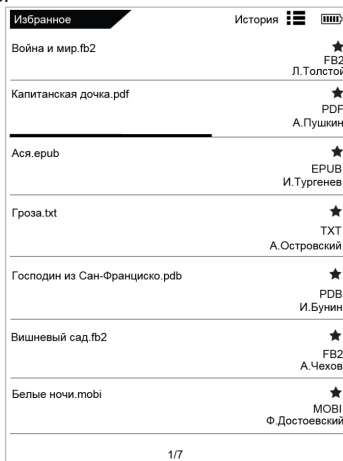 Избранное История
Война и мир.fb2
FB2
Л.Толстой
Капитанская дочка.pdf
PDF
А.Пушкин
Ася.epub
EPUB
И.Тургенев
Гроза.txt
TXT
А.Островский
Господин из Сан-Франциско.pdb
PDB
И.Бунин
Вишневый сад.fb2
FB2
А.Чехов
Белые ночи.mobi
MOBI
Ф.Достоевский
1/7